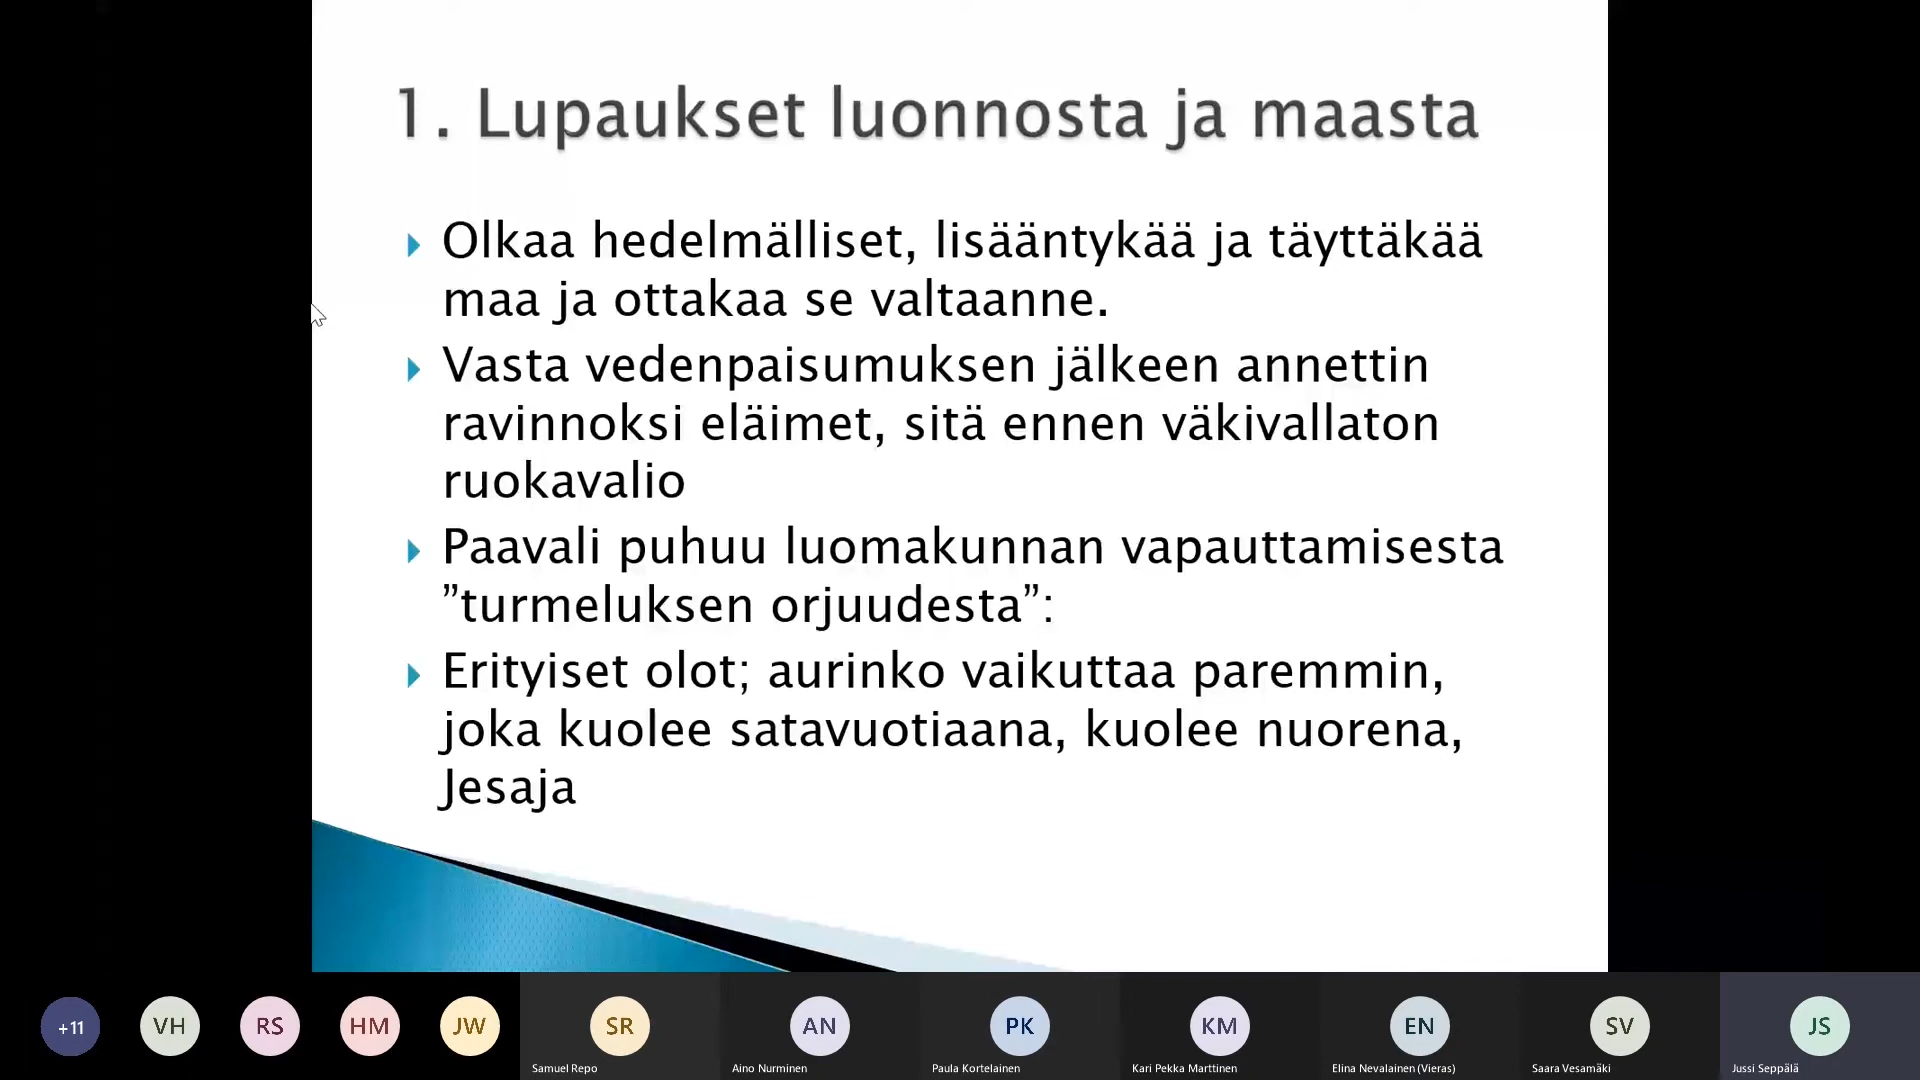 1. Lupaukset luonnosta ja maasta
Olkaa hedelmälliset, lisääntykää ja täyttäkää
maa ja ottakaa se valtaanne.
Vasta vedenpaisumuksen jälkeen annettin
ravinnoksi eläimet, sitä ennen väkivallaton
ruokavalio
Paavali puhuu luomakunnan vapauttamisesta
”turmeluksen orjuudesta”:
Erityiset olot; aurinko vaikuttaa paremmin,
joka kuolee satavuotiaana, kuolee nuorena,
Jesaja
+11 VH RS HM JW SR AN PK KM EN SV JS
Samuel Repo Aino Nurminen Paula Kortelainen Kari Pekka Marttinen Elina Nevalainen (Vieras) Saara Vesamäki Jussi Seppälä